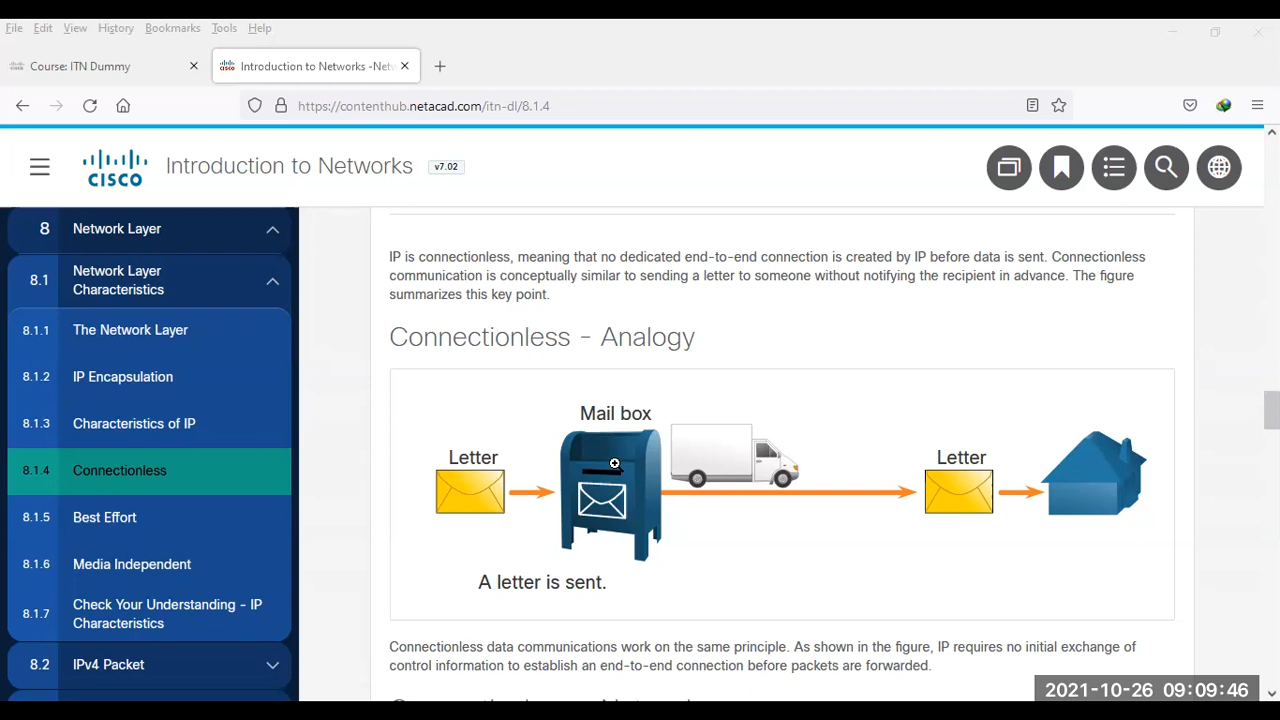 File Edit View History Bookmarks Tools Help
Course: ITN Dummy
Introduction to Networks -Net
https://contenthub.netacad.com/itn-dl/8.1.4
CISCO
Introduction to Networks v7.02
8 Network Layer
8.1 Network Layer
Characteristics
8.1.1 The Network Layer
8.1.2 IP Encapsulation
8.1.3 Characteristics of IP
8.1.4 Connectionless
8.1.5 Best Effort
8.1.6 Media Independent
8.1.7 Check Your Understanding - IP
Characteristics
8.2 IPv4 Packet
IP is connectionless, meaning that no dedicated end-to-end connection is created by IP before data is sent. Connectionless
communication is conceptually similar to sending a letter to someone without notifying the recipient in advance. The figure
summarizes this key point.
Connectionless - Analogy
Mail box
Letter
Letter
A letter is sent.
Connectionless data communications work on the same principle. As shown in the figure, IP requires no initial exchange of
control information to establish an end-to-end connection before packets are forwarded.
2021-10-26 09:09:46